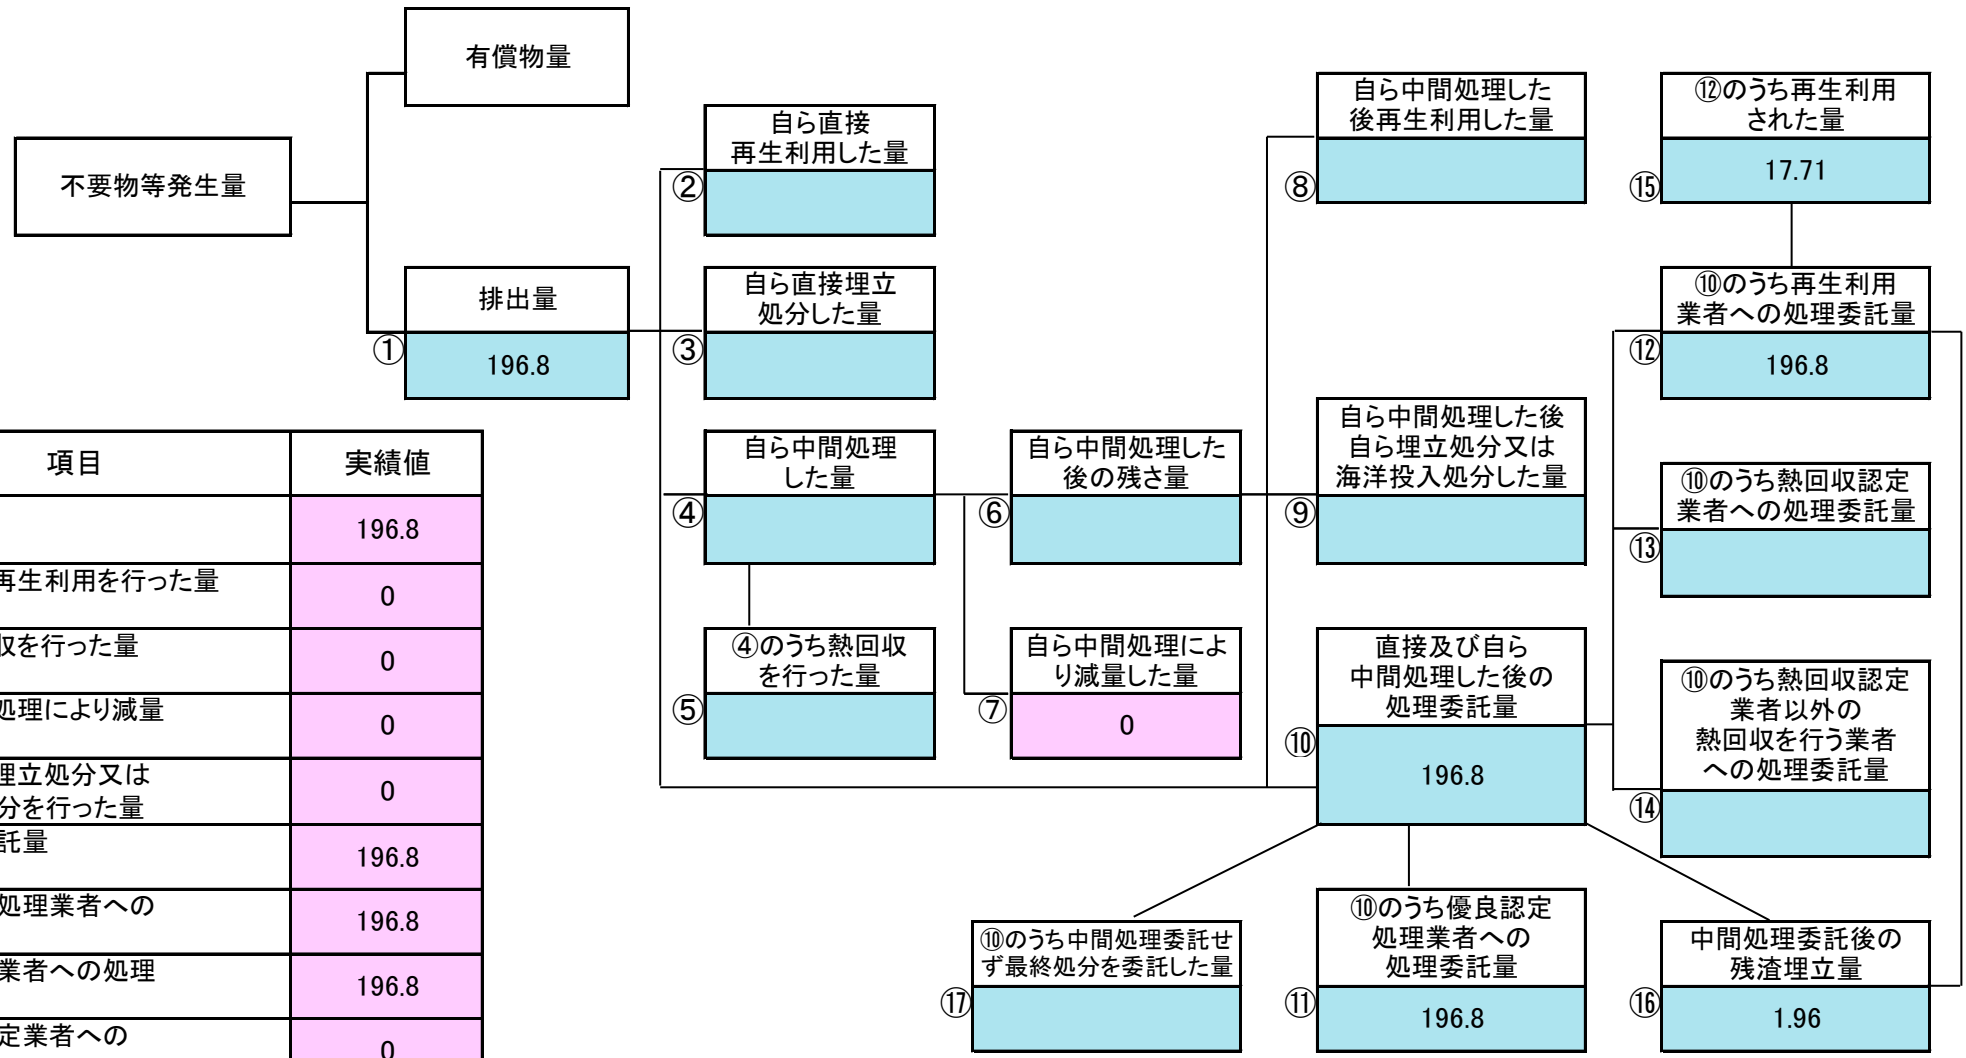 有償物量
不要物等発生量
排出量
①
196.8
自ら直接
再生利用した量
②
自ら直接埋立
処分した量
③
自ら中間処理
した量
④
④のうち熱回収
を行った量
⑤
自ら中間処理した
後の残さ量
⑥
自ら中間処理によ
り減量した量
⑦
0
自ら中間処理した
後再生利用した量
⑧
自ら中間処理した後
自ら埋立処分又は
海洋投入処分した量
⑨
直接及び自ら
中間処理した後の
処理委託量
⑩
196.8
⑫のうち再生利用
された量
⑮
17.71
⑩のうち再生利用
業者への処理委託量
⑫
196.8
⑩のうち熱回収認定
業者への処理委託量
⑬
⑩のうち熱回収認定
業者以外の
熱回収を行う業者
への処理委託量
⑭
⑩のうち中間処理委託せ
ず最終処分を委託した量
⑰
⑩のうち優良認定
処理業者への
処理委託量
⑪
196.8
中間処理委託後の
残渣埋立量
⑯
1.96
項目 実績値
196.8
再生利用を行った量
0
収を行った量
0
処理により減量
0
埋立処分又は
分を行った量
0
託量
196.8
処理業者への
196.8
業者への処理
196.8
定業者への
0